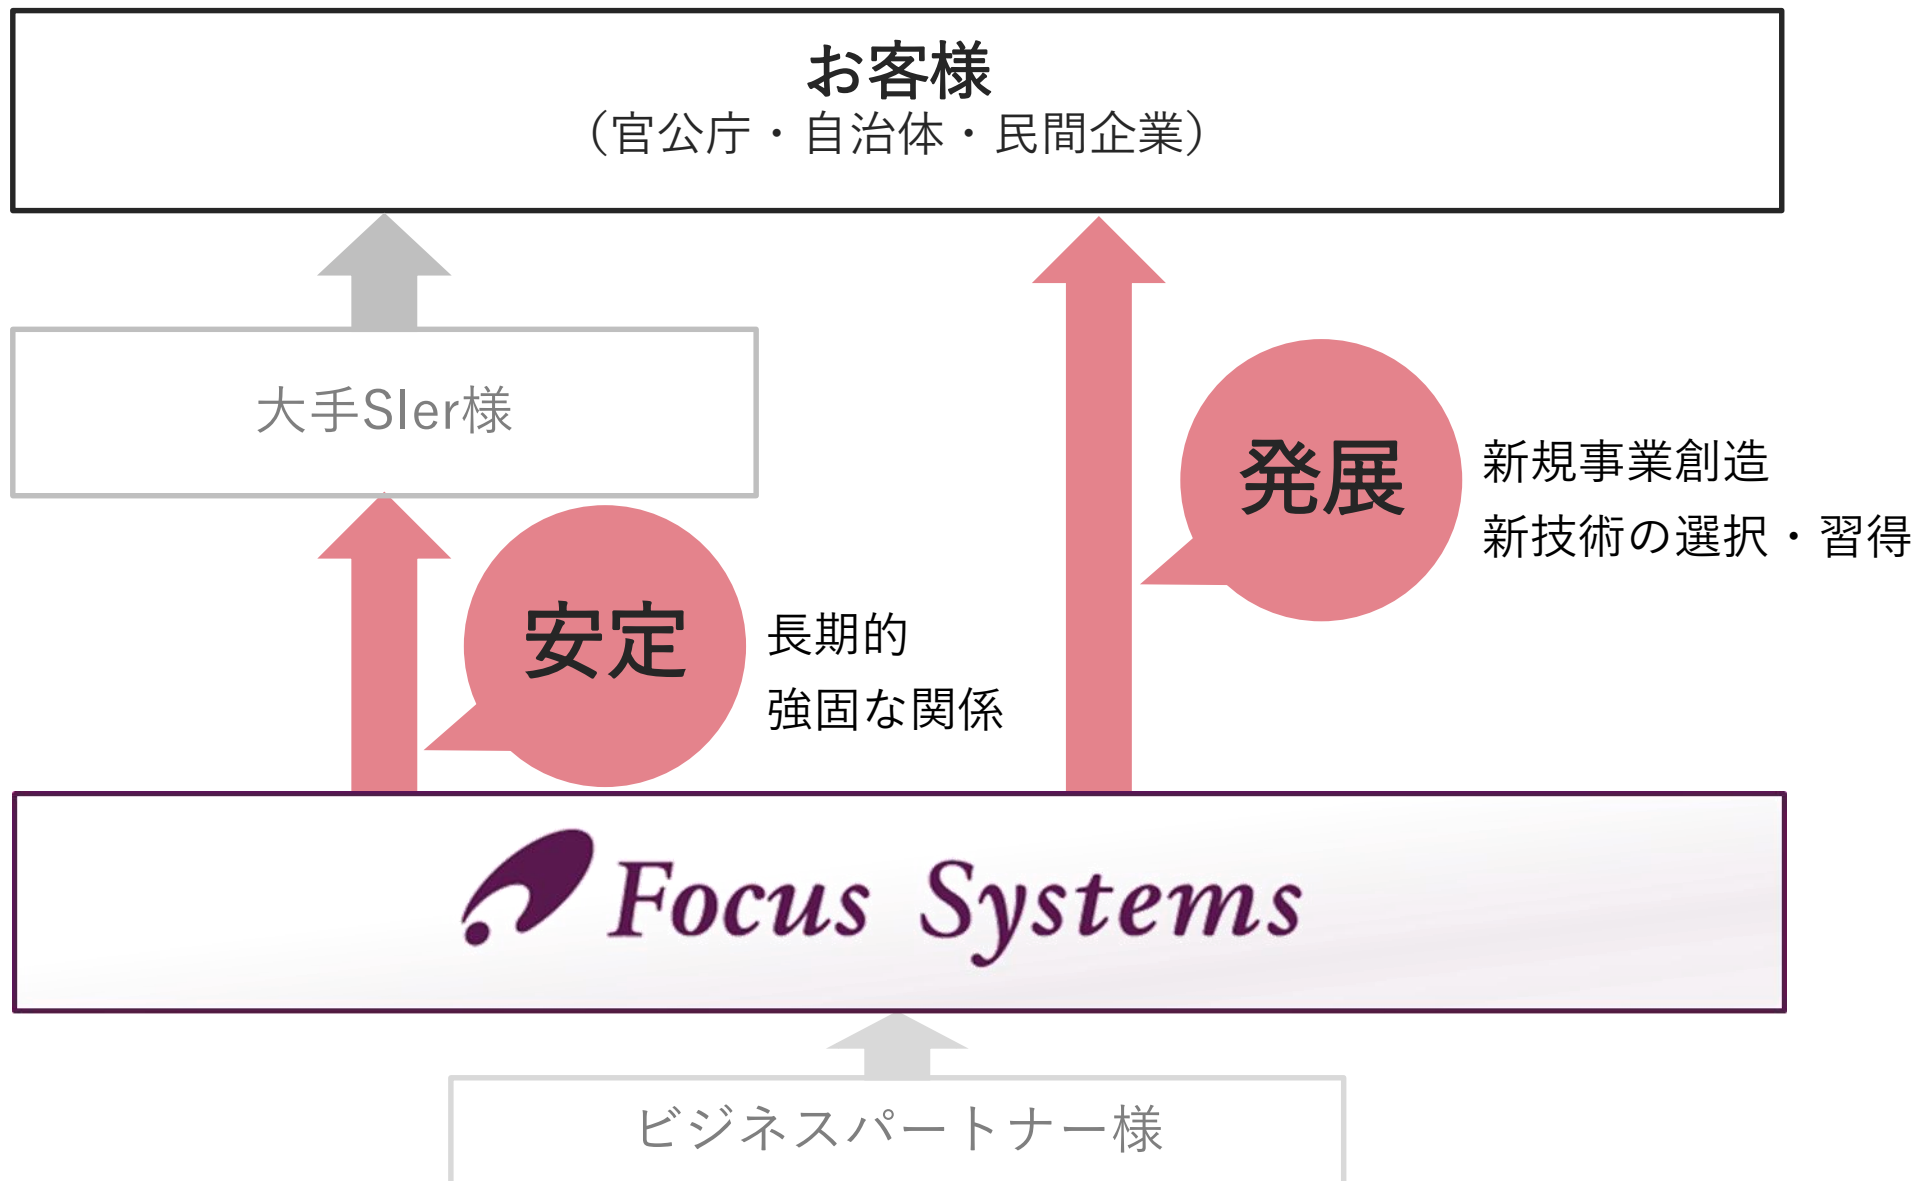 お客様
（官公庁・自治体・民間企業）
大手SIer様
発展
新規事業創造
新技術の選択・習得
安定
長期的
強固な関係
Focus Systems
ビジネスパートナー様